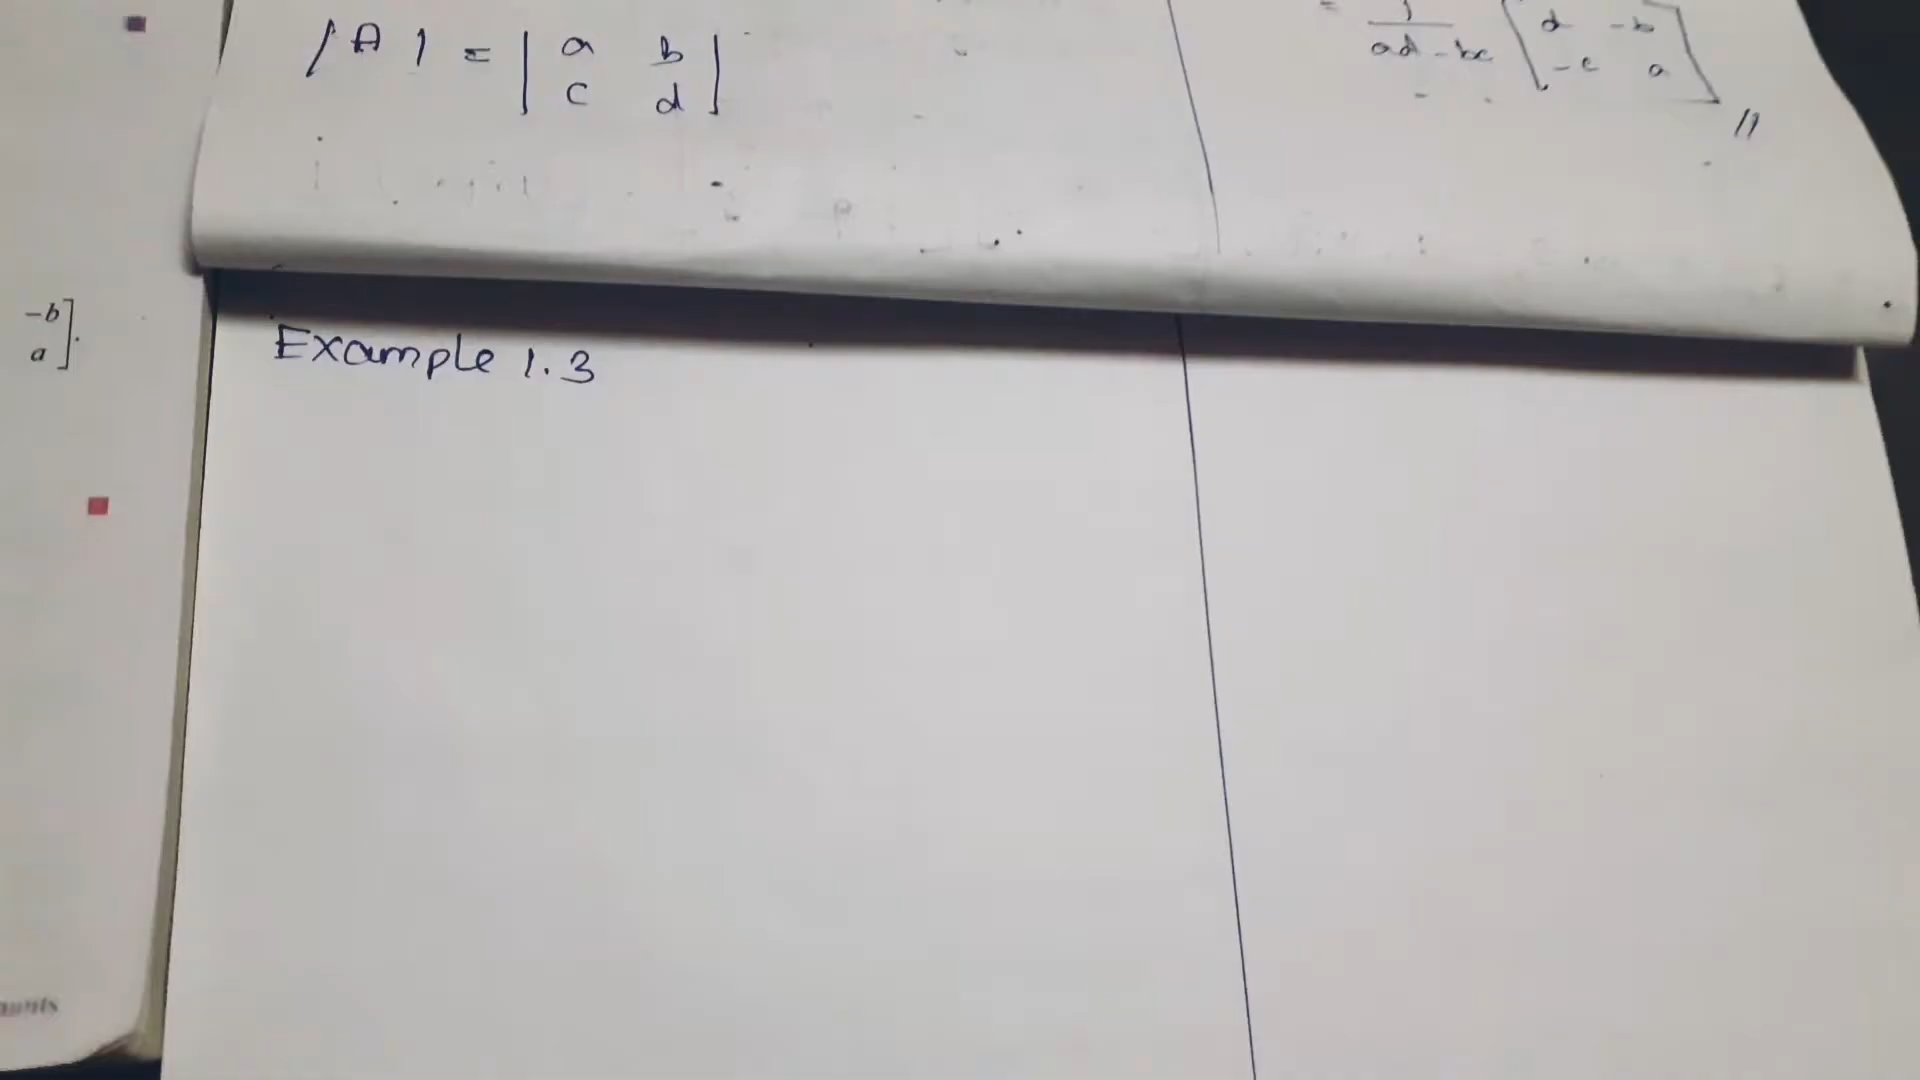 |A| = | a b |
| c d |
= 1
ad - bc [ d -b
-c a ]
//
-b ] .
a
Example 1.3